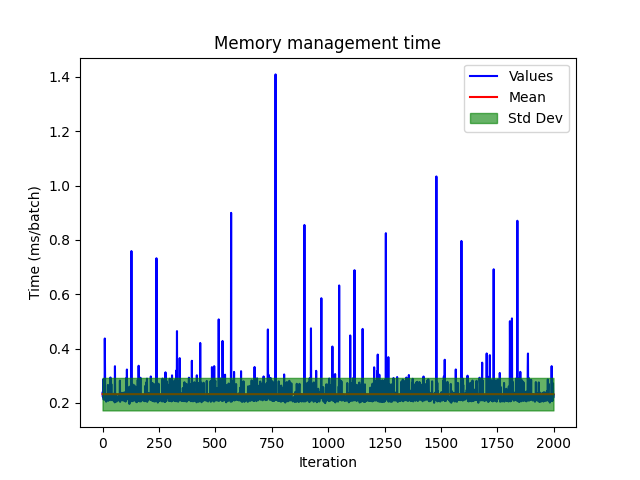 Memory management time
Values
Mean
Std Dev
Time (ms/batch)
1.4
1.2
1.0
0.8
0.6
0.4
0.2
0 250 500 750 1000 1250 1500 1750 2000
Iteration